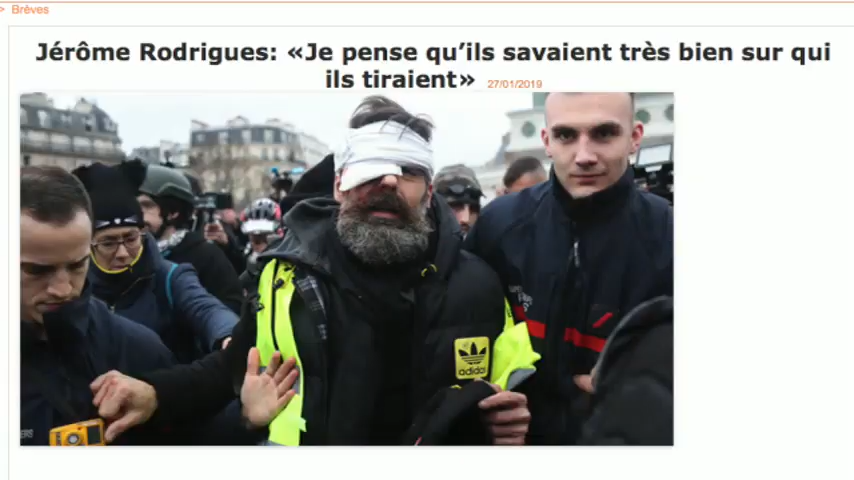 > Brèves
Jérôme Rodrigues: «Je pense qu’ils savaient très bien sur qui
ils tiraient» 27/01/2019
adidas